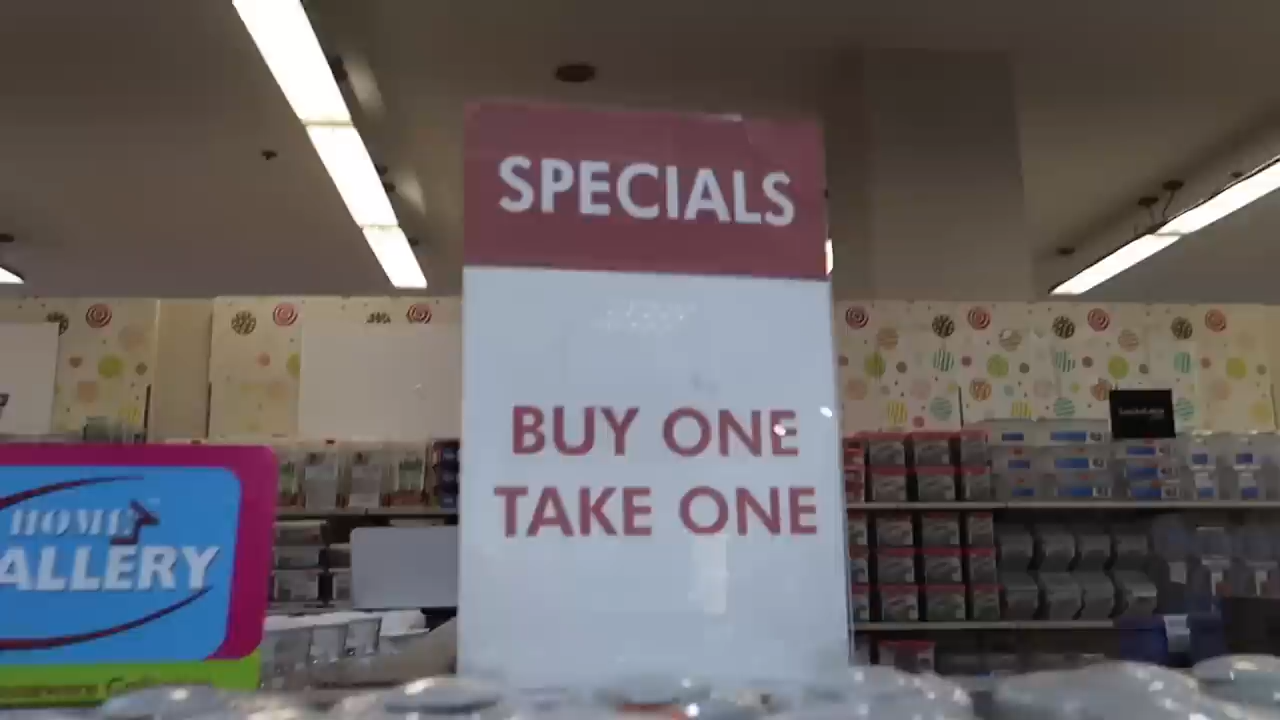 SPECIALS
BUY ONE
TAKE ONE
HOME
ALLERY